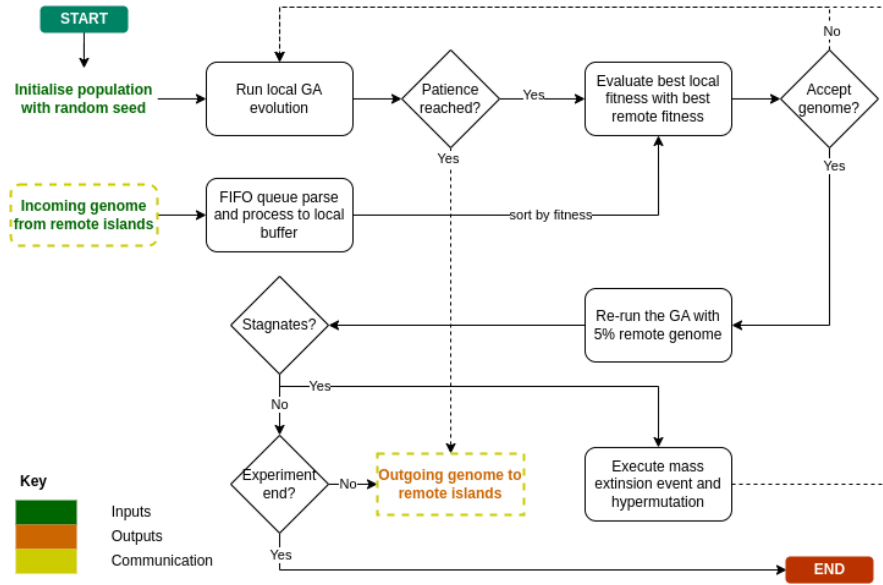 START
No
Initialise population
with random seed
Run local GA
evolution
Patience
reached?
Yes
Evaluate best local
fitness with best
remote fitness
Accept
genome?
Yes
Yes
Incoming genome
from remote islands
FIFO queue parse
and process to local
buffer
sort by fitness
Stagnates?
Re-run the GA with
5% remote genome
Yes
No
Experiment
end?
No
Outgoing genome to
remote islands
Execute mass
extinsion event and
hypermutation
Key
Inputs
Outputs
Communication
Yes
END